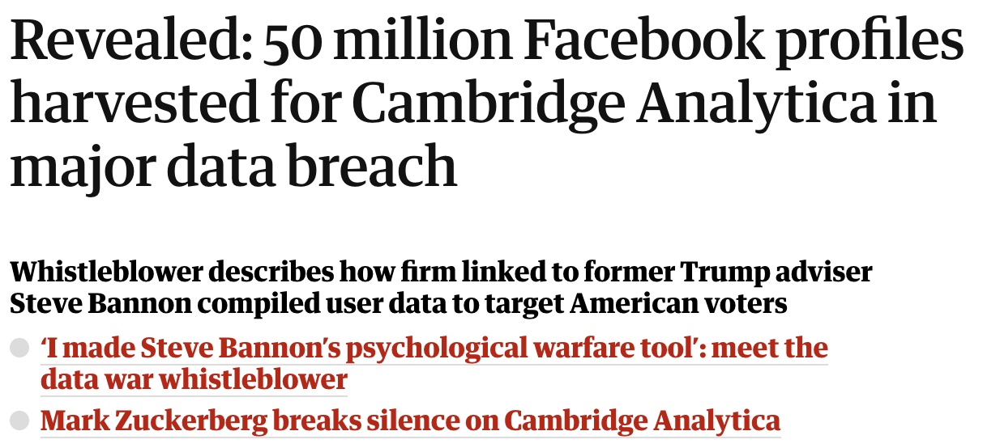 Revealed: 50 million Facebook profiles
harvested for Cambridge Analytica in
major data breach
Whistleblower describes how firm linked to former Trump adviser
Steve Bannon compiled user data to target American voters
‘I made Steve Bannon’s psychological warfare tool’: meet the
data war whistleblower
Mark Zuckerberg breaks silence on Cambridge Analytica